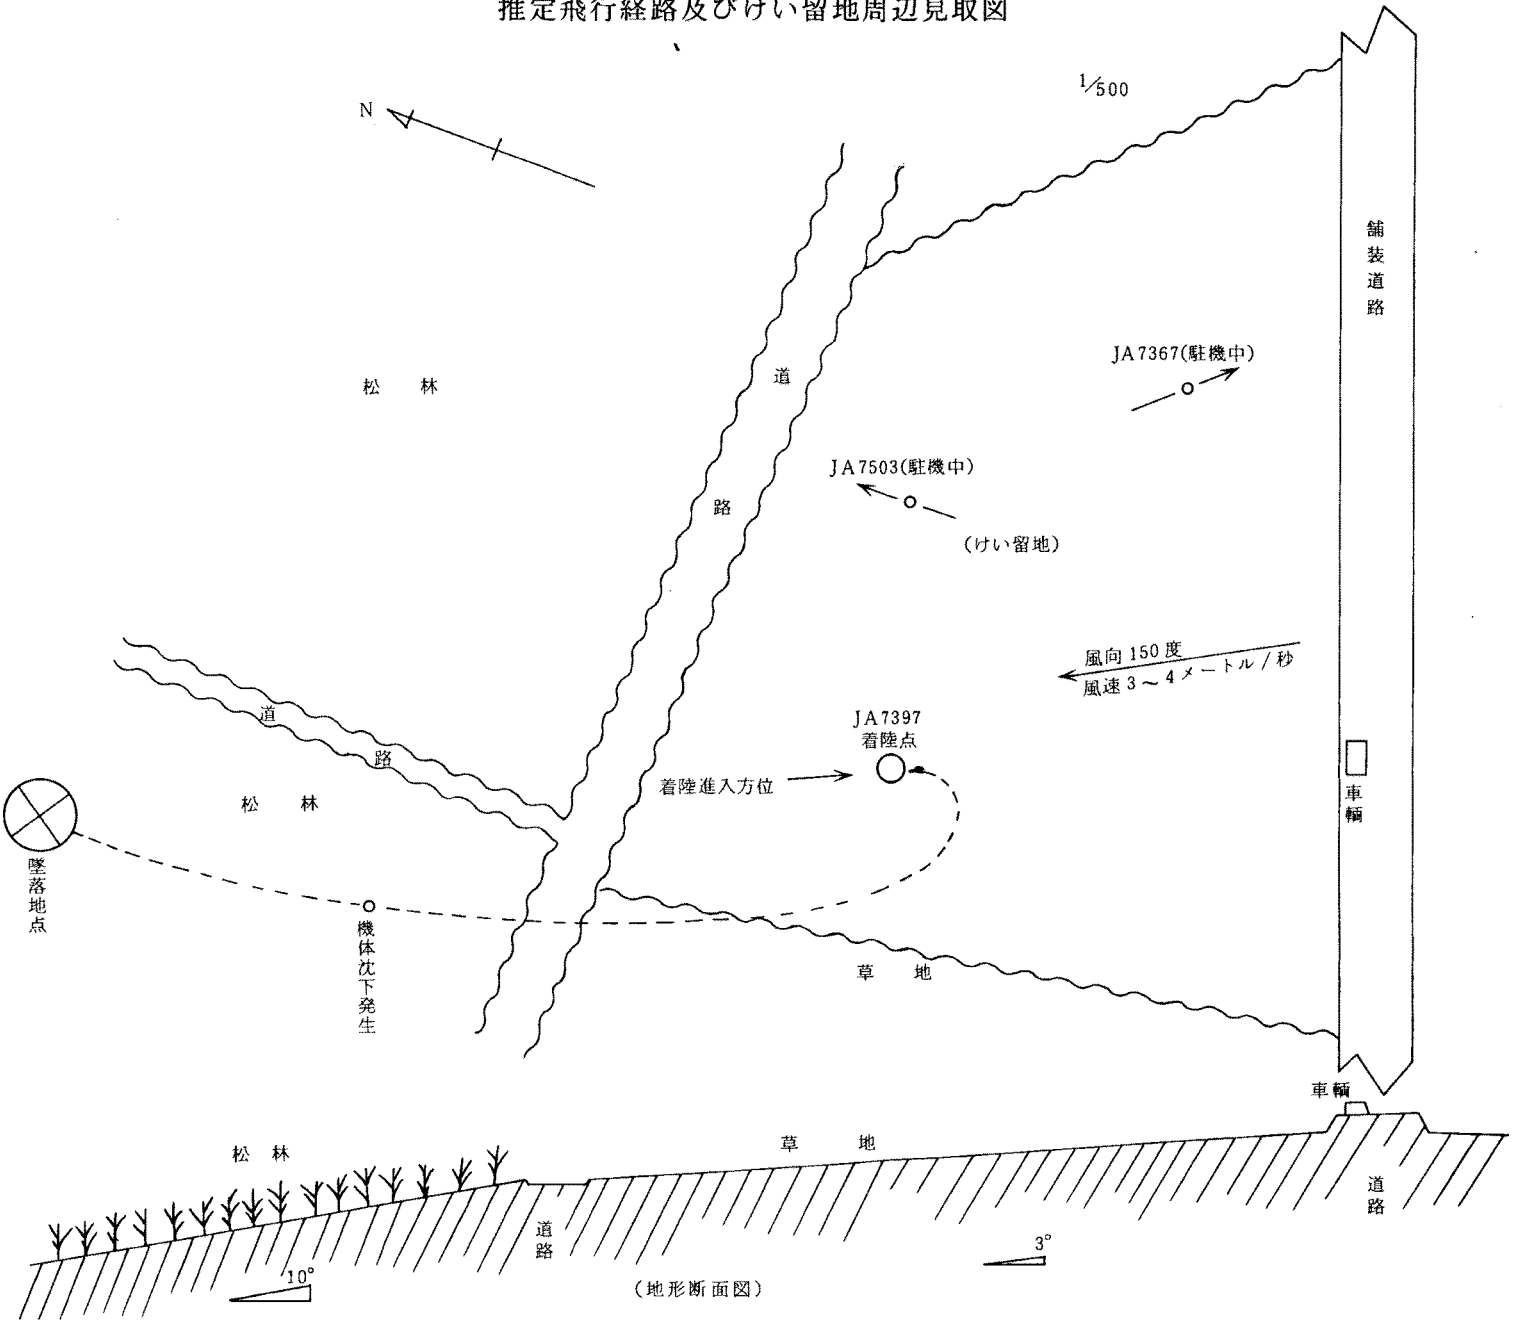 推定飛行経路及びけい留地周辺見取図
1/500
N
舗装道路
JA7367(駐機中)
松林
道路
JA7503(駐機中)
(けい留地)
風向150度
風速3～4メートル/秒
道路
JA7397
着陸点
着陸進入方位
車輌
松林
墜落地点
機体沈下発生
草地
車輌
松林
草地
道路
道路
3°
10°
(地形断面図)